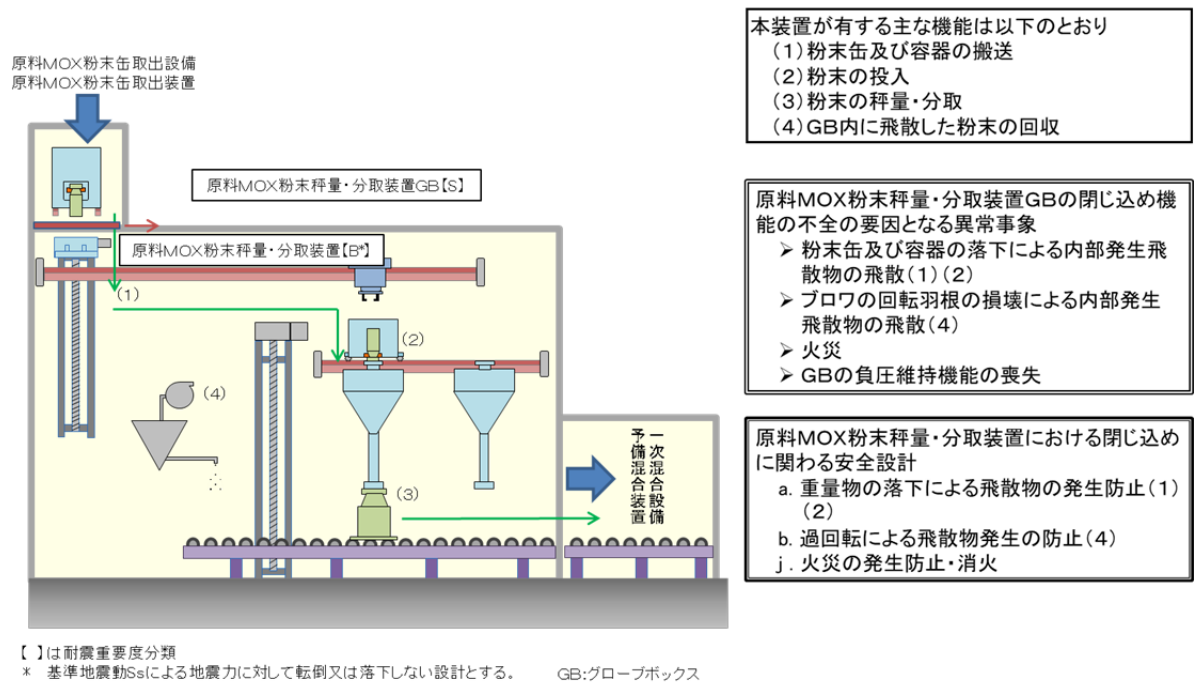 原料MOX粉末缶取出設備
原料MOX粉末缶取出装置
原料MOX粉末秤量・分取装置GB【S】
原料MOX粉末秤量・分取装置【B*】
(1)
(2)
(4)
(3)
一次混合設備
予備混合装置
【 】は耐震重要度分類
* 基準地震動Ssによる地震力に対して転倒又は落下しない設計とする。
GB:グローブボックス
本装置が有する主な機能は以下のとおり
(1)粉末缶及び容器の搬送
(2)粉末の投入
(3)粉末の秤量・分取
(4)GB内に飛散した粉末の回収
原料MOX粉末秤量・分取装置GBの閉じ込め機
能の不全の要因となる異常事象
➢ 粉末缶及び容器の落下による内部発生飛
散物の飛散(1)(2)
➢ ブロワの回転羽根の損壊による内部発生
飛散物の飛散(4)
➢ 火災
➢ GBの負圧維持機能の喪失
原料MOX粉末秤量・分取装置における閉じ込め
に関わる安全設計
a. 重量物の落下による飛散物の発生防止(1)
(2)
b. 過回転による飛散物発生の防止(4)
j. 火災の発生防止・消火